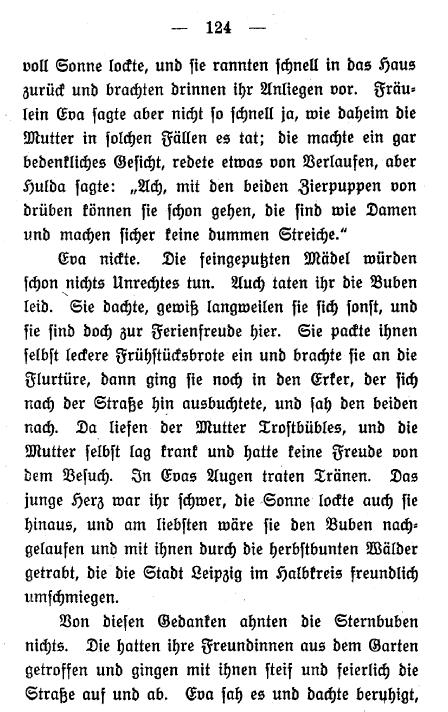 — 124 —
voll Sonne lockte, und sie rannten schnell in das Haus
zurück und brachten drinnen ihr Anliegen vor. Fräu-
lein Eva sagte aber nicht so schnell ja, wie daheim die
Mutter in solchen Fällen es tat; die machte ein gar
bedenkliches Gesicht, redete etwas von Verlaufen, aber
Hulda sagte: „Ach, mit den beiden Zierpuppen von
drüben können sie schon gehen, die sind wie Damen
und machen sicher keine dummen Streiche.“
Eva nickte. Die feingeputzten Mädel würden
schon nichts Unrechtes tun. Auch taten ihr die Buben
leid. Sie dachte, gewiß langweilen sie sich sonst, und
sie sind doch zur Ferienfreude hier. Sie packte ihnen
selbst leckere Frühstücksbrote ein und brachte sie an die
Flurtüre, dann ging sie noch in den Erker, der sich
nach der Straße hin ausbuchtete, und sah den beiden
nach. Da liefen der Mutter Trostbübles, und die
Mutter selbst lag krank und hatte keine Freude von
dem Besuch. In Evas Augen traten Tränen. Das
junge Herz war ihr schwer, die Sonne lockte auch sie
hinaus, und am liebsten wäre sie den Buben nach-
gelaufen und mit ihnen durch die herbstbunten Wälder
getrabt, die die Stadt Leipzig im Halbkreis freundlich
umschmiegen.
Von diesen Gedanken ahnten die Sternbuben
nichts. Die hatten ihre Freundinnen aus dem Garten
getroffen und gingen mit ihnen steif und feierlich die
Straße auf und ab. Eva sah es und dachte beruhigt,